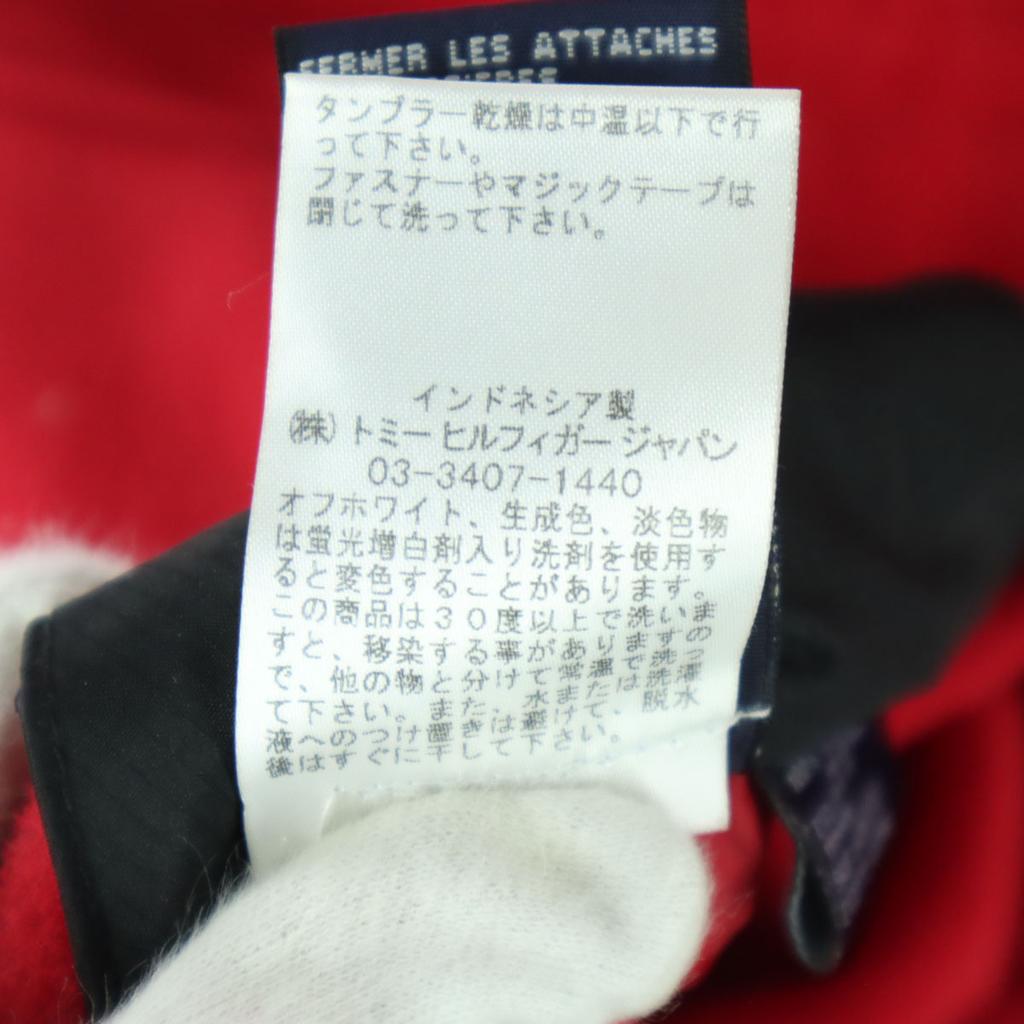 FERMER LES ATTACHES
タンブラー乾燥は中温以下で行
って下さい。
ファスナーやマジックテープは
閉じて洗って下さい。
インドネシア製
㈱トミーヒルフィガージャパン
03-3407-1440
オフホワイト、生成色、淡色物
は蛍光増白剤入り洗剤を使用す
ると変色することがあります。
この商品は30度以上で洗いま
すと、移染する事がありますの
で、他の物と分けて常温で洗っ
て下さい。また、水または洗濯
液へのつけ置きは避けて、脱水
後はすぐに干して下さい。